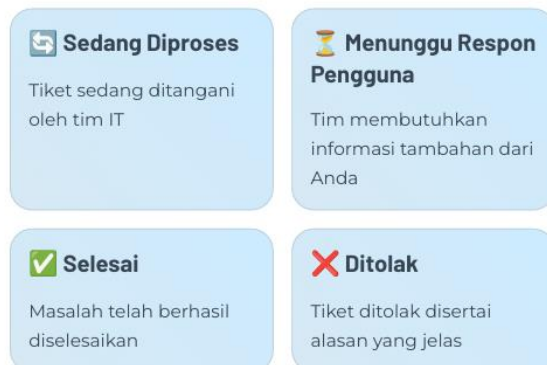 🔄 Sedang Diproses
Tiket sedang ditangani
oleh tim IT
⏳ Menunggu Respon
Pengguna
Tim membutuhkan
informasi tambahan dari
Anda
✅ Selesai
Masalah telah berhasil
diselesaikan
❌ Ditolak
Tiket ditolak disertai
alasan yang jelas